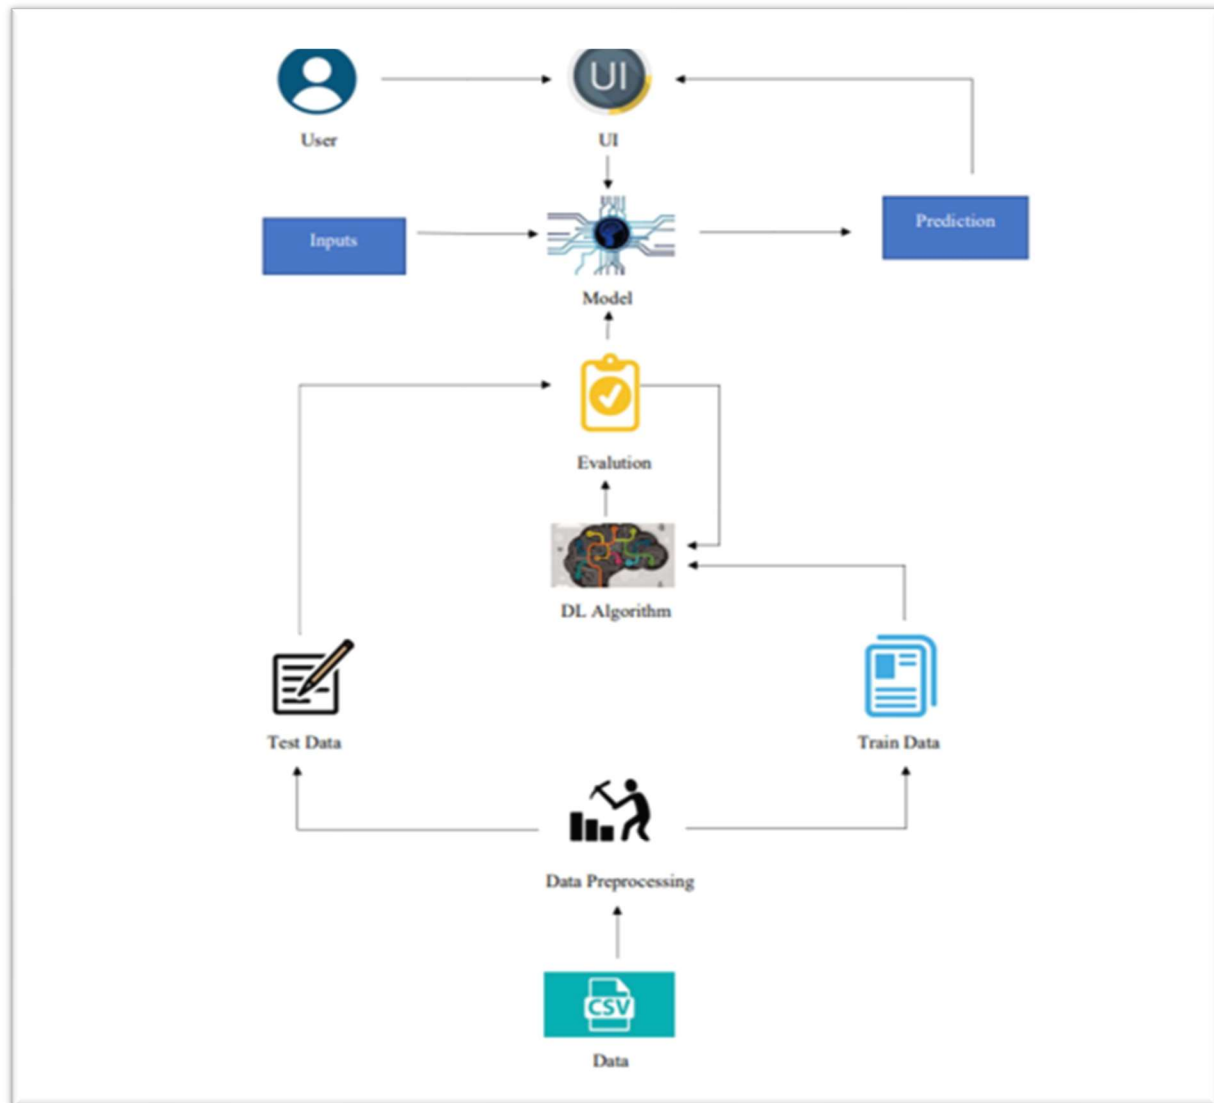 UI
User
UI
Inputs
Prediction
Model
Evalution
DL Algorithm
Test Data
Train Data
Data Preprocessing
CSV
Data